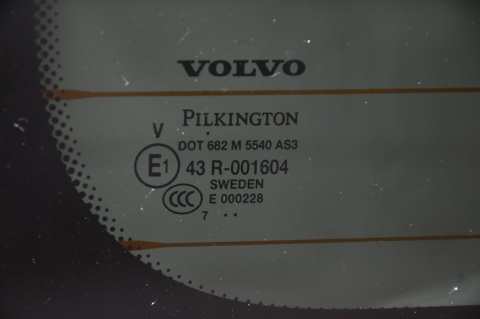 VOLVO
PILKINGTON
V
DOT 682 M 5540 AS3
E1 43 R-001604
SWEDEN
CCC E 000228
7 ..